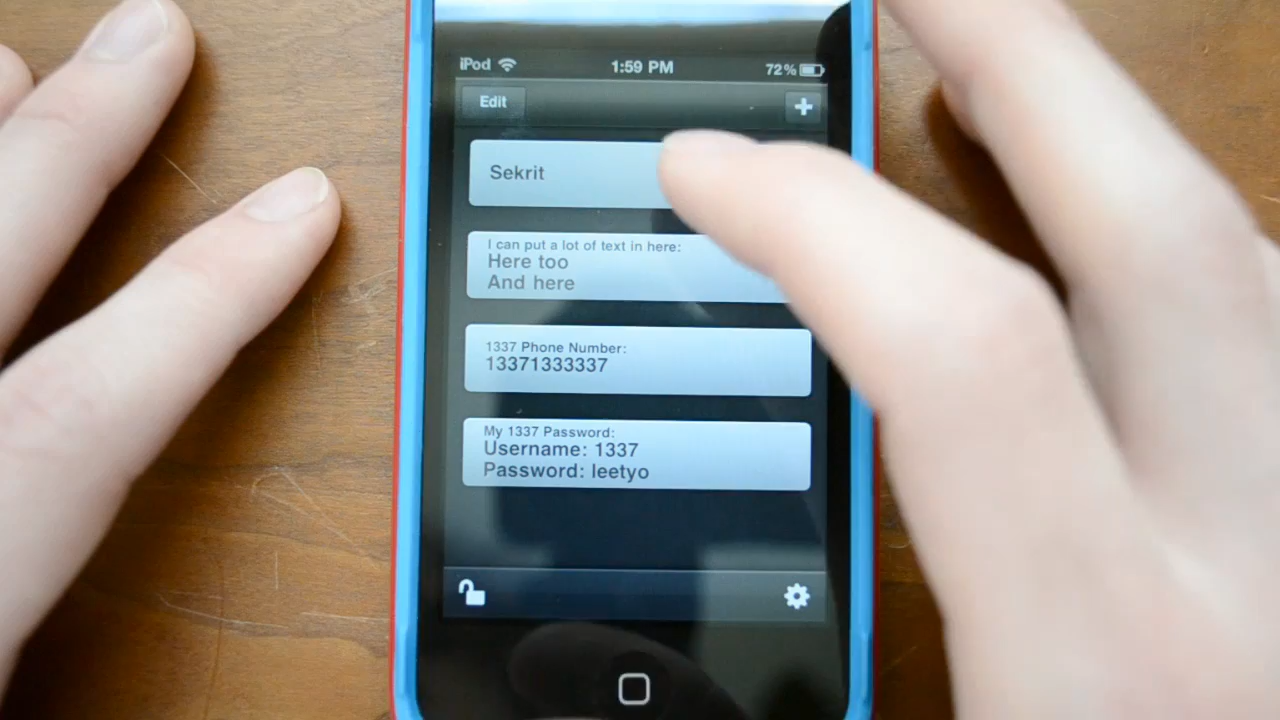 iPod 1:59 PM 72%
Edit +
Sekrit
I can put a lot of text in here:
Here too
And here
1337 Phone Number:
13371333337
My 1337 Password:
Username: 1337
Password: leetyo